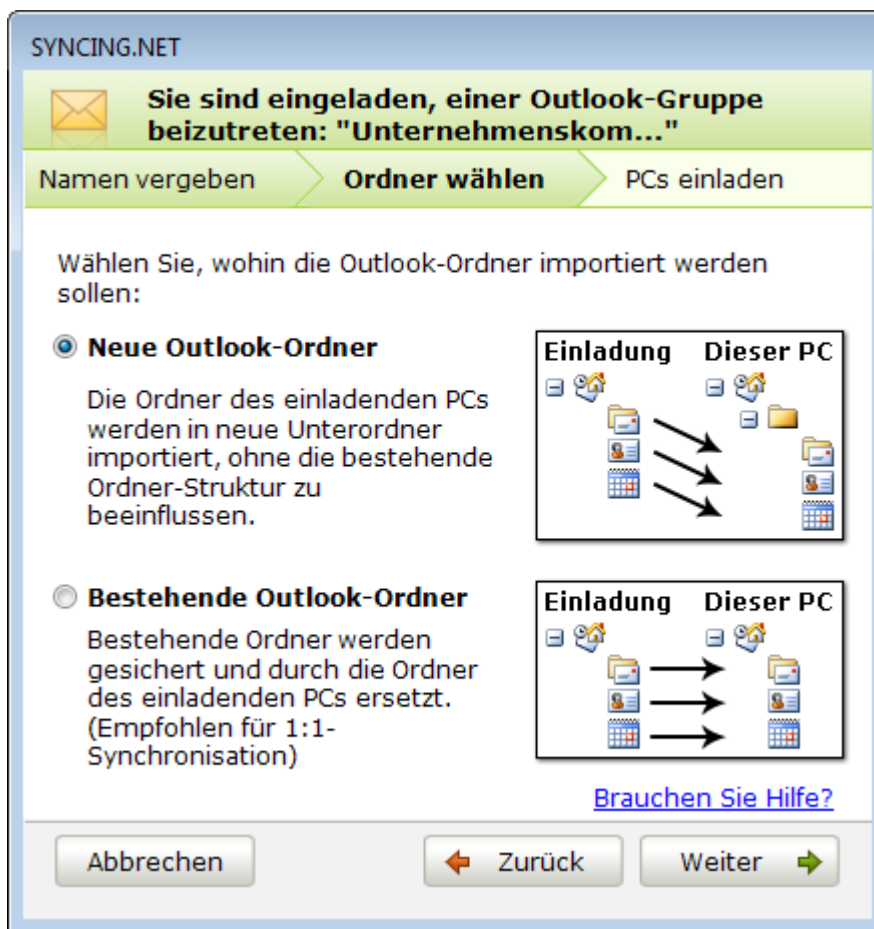 SYNCING.NET
Sie sind eingeladen, einer Outlook-Gruppe
beizutreten: "Unternehmenskom..."
Namen vergeben
Ordner wählen
PCs einladen
Wählen Sie, wohin die Outlook-Ordner importiert werden
sollen:
Neue Outlook-Ordner
Die Ordner des einladenden PCs
werden in neue Unterordner
importiert, ohne die bestehende
Ordner-Struktur zu
beeinflussen.
Einladung Dieser PC
Bestehende Outlook-Ordner
Bestehende Ordner werden
gesichert und durch die Ordner
des einladenden PCs ersetzt.
(Empfohlen für 1:1-
Synchronisation)
Einladung Dieser PC
Brauchen Sie Hilfe?
Abbrechen
Zurück
Weiter